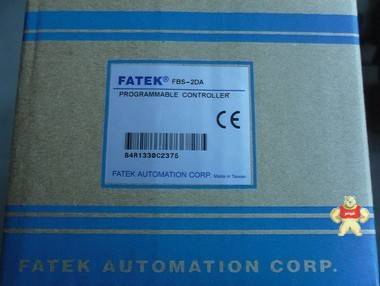 FATEK® FBS-2DA
PROGRAMMABLE CONTROLLER
CE
84R1330C2375
FATEK AUTOMATION CORP. Made in Taiwan
FATEK AUTOMATION CORP.